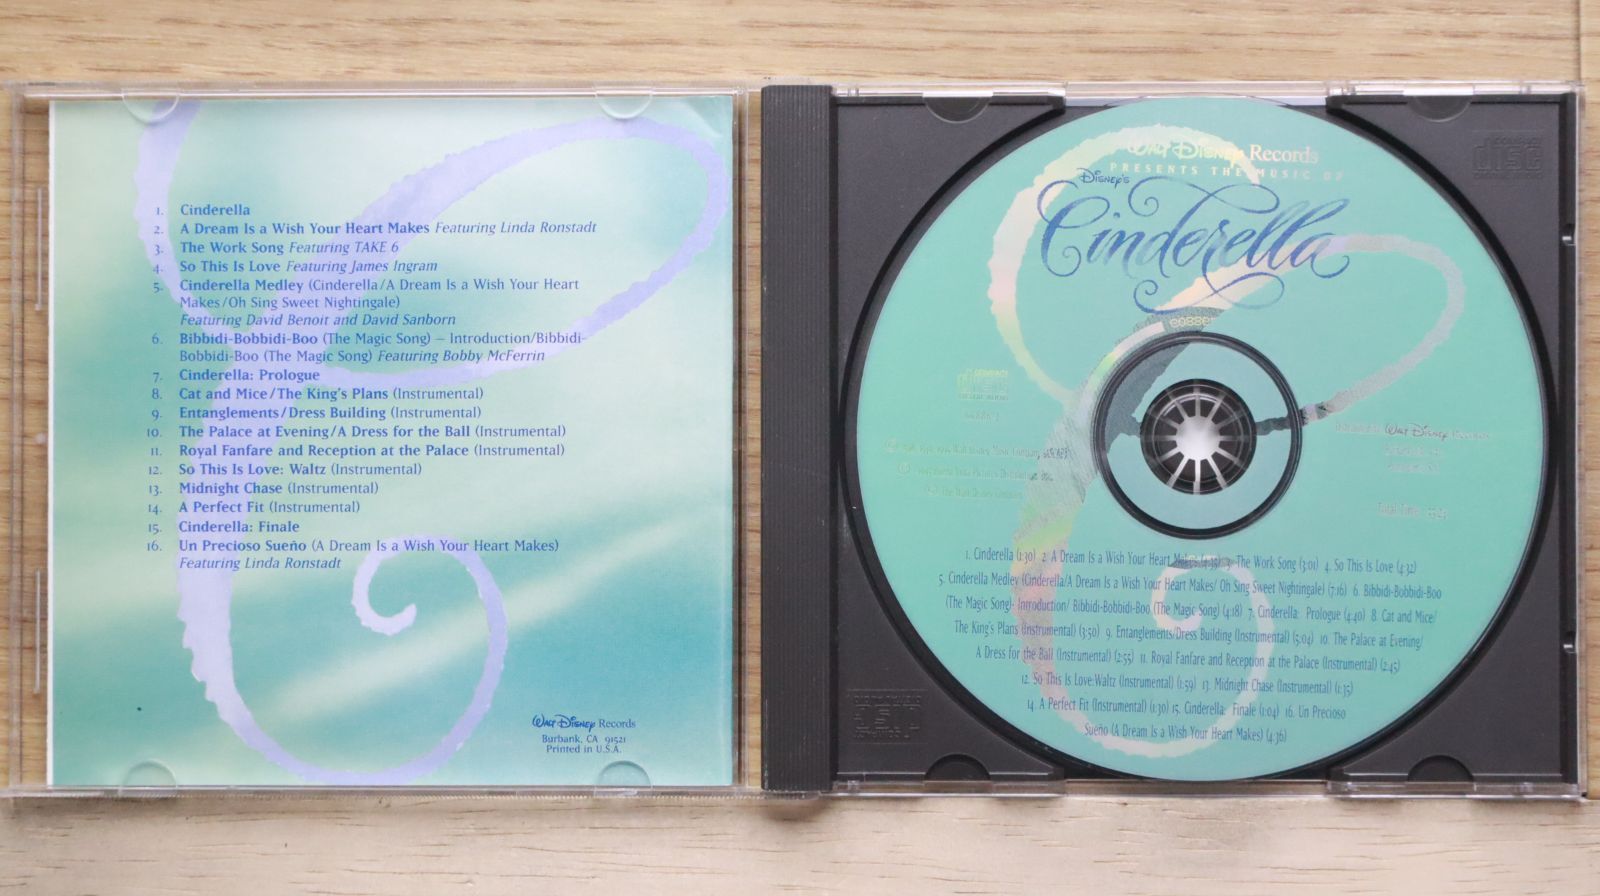 1. Cinderella
2. A Dream Is a Wish Your Heart Makes Featuring Linda Ronstadt
3. The Work Song Featuring TAKE 6
4. So This Is Love Featuring James Ingram
5. Cinderella Medley (Cinderella/A Dream Is a Wish Your Heart
Makes/Oh Sing Sweet Nightingale)
Featuring David Benoit and David Sanborn
6. Bibbidi-Bobbidi-Boo (The Magic Song) – Introduction/Bibbidi-
Bobbidi-Boo (The Magic Song) Featuring Bobby McFerrin
7. Cinderella: Prologue
8. Cat and Mice/The King's Plans (Instrumental)
9. Entanglements/Dress Building (Instrumental)
10. The Palace at Evening/A Dress for the Ball (Instrumental)
11. Royal Fanfare and Reception at the Palace (Instrumental)
12. So This Is Love: Waltz (Instrumental)
13. Midnight Chase (Instrumental)
14. A Perfect Fit (Instrumental)
15. Cinderella: Finale
16. Un Precioso Sueño (A Dream Is a Wish Your Heart Makes)
Featuring Linda Ronstadt
Walt Disney Records
Burbank, CA 91521
Printed in U.S.A.
Walt Disney Records
PRESENTS THE MUSIC OF
Disney's
Cinderella
COMPACT
Walt Disney Records
Total Time:
1. Cinderella (1:30) 2. A Dream Is a Wish Your Heart Makes 3. The Work Song (3:01) 4. So This Is Love (4:32)
5. Cinderella Medley (Cinderella/A Dream Is a Wish Your Heart Makes/ Oh Sing Sweet Nightingale) (7:16) 6. Bibbidi-Bobbidi-Boo
(The Magic Song)- Introduction/ Bibbidi-Bobbidi-Boo (The Magic Song) (4:18) 7. Cinderella: Prologue (4:40) 8. Cat and Mice/
The King's Plans (Instrumental) (3:50) 9. Entanglements/Dress Building (Instrumental) (5:04) 10. The Palace at Evening/
A Dress for the Ball (Instrumental) (2:55) 11. Royal Fanfare and Reception at the Palace (Instrumental) (2:45)
12. So This Is Love: Waltz (Instrumental) (1:59) 13. Midnight Chase (Instrumental) (1:35)
14. A Perfect Fit (Instrumental) (1:30) 15. Cinderella: Finale (1:04) 16. Un Precioso
Sueño (A Dream Is a Wish Your Heart Makes) (4:36)